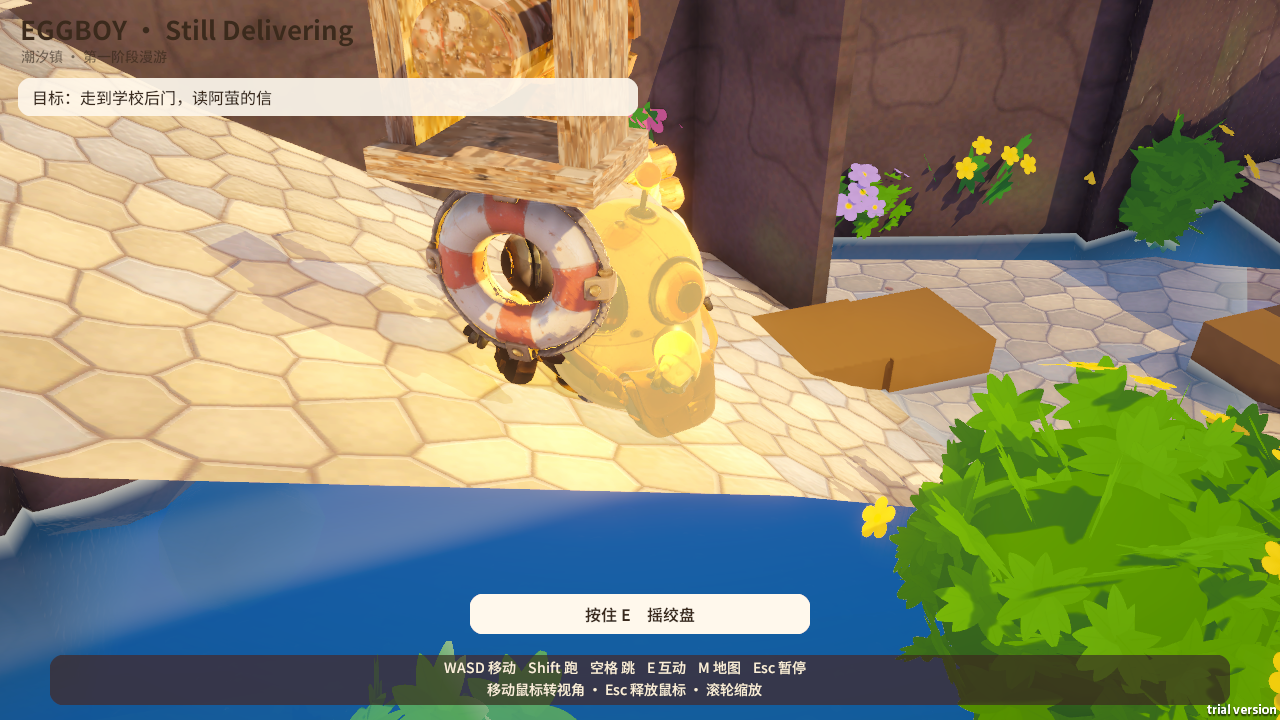 EGGBOY · Still Delivering
潮汐镇 · 第一阶段漫游
目标：走到学校后门，读阿萤的信
按住 E　摇绞盘
WASD 移动　Shift 跑　空格 跳　E 互动　M 地图　Esc 暂停
移动鼠标转视角 · Esc 释放鼠标 · 滚轮缩放
trial version